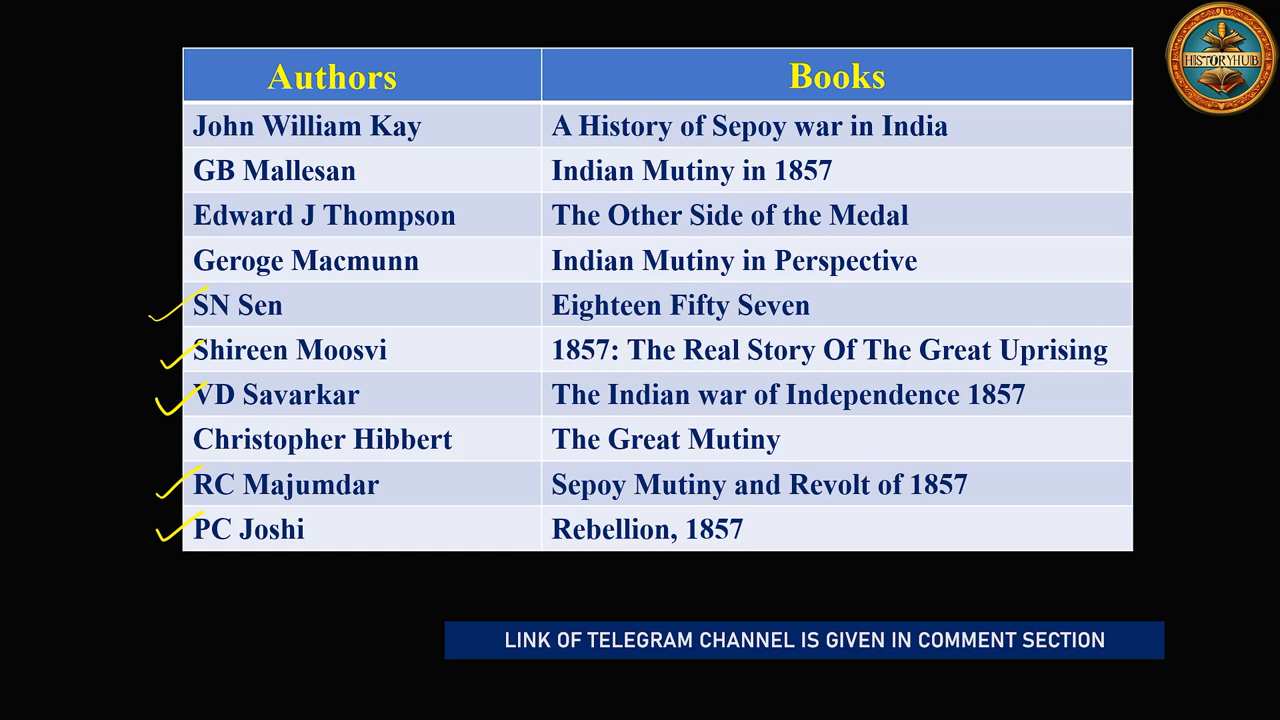 HISTORYHUB
Authors Books
John William Kay A History of Sepoy war in India
GB Mallesan Indian Mutiny in 1857
Edward J Thompson The Other Side of the Medal
Geroge Macmunn Indian Mutiny in Perspective
SN Sen Eighteen Fifty Seven
Shireen Moosvi 1857: The Real Story Of The Great Uprising
VD Savarkar The Indian war of Independence 1857
Christopher Hibbert The Great Mutiny
RC Majumdar Sepoy Mutiny and Revolt of 1857
PC Joshi Rebellion, 1857
LINK OF TELEGRAM CHANNEL IS GIVEN IN COMMENT SECTION